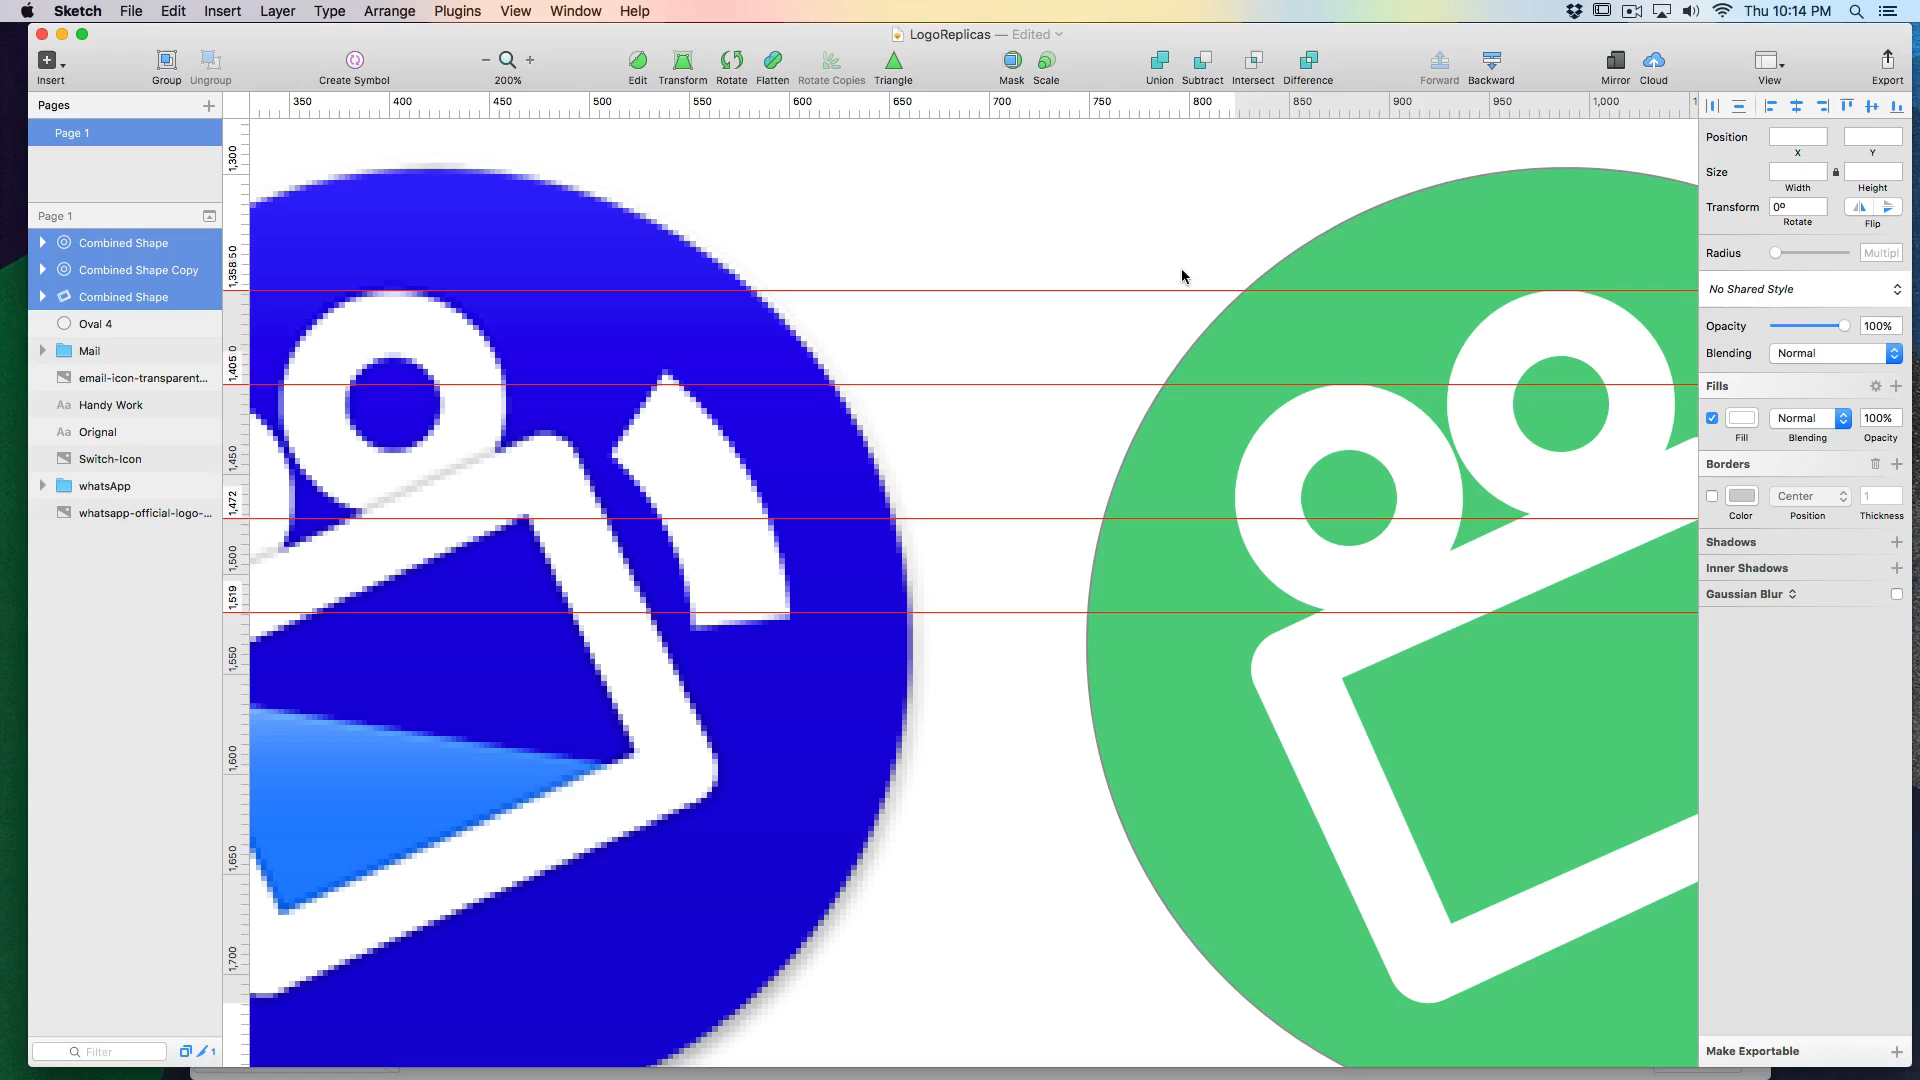 Sketch File Edit Insert Layer Type Arrange Plugins View Window Help Thu 10:14 PM
LogoReplicas — Edited
Insert Group Ungroup Create Symbol 200% Edit Transform Rotate Flatten Rotate Copies Triangle Mask Scale Union Subtract Intersect Difference Forward Backward Mirror Cloud View Export
Pages
Page 1
Page 1
Combined Shape
Combined Shape Copy
Combined Shape
Oval 4
Mail
email-icon-transparent...
Aa Handy Work
Aa Orignal
Switch-Icon
whatsApp
whatsapp-official-logo-...
Filter
1
350 400 450 500 550 600 650 700 750 800 850 900 950 1,000
1,300
1,450
1,472
1,500
1,519
1,550
1,600
1,650
1,700
Position
X Y
Size
Width Height
Transform 0º
Rotate Flip
Radius Multipl
No Shared Style
Opacity 100%
Blending Normal
Fills
Normal 100%
Fill Blending Opacity
Borders
Center 1
Color Position Thickness
Shadows
Inner Shadows
Gaussian Blur
Make Exportable